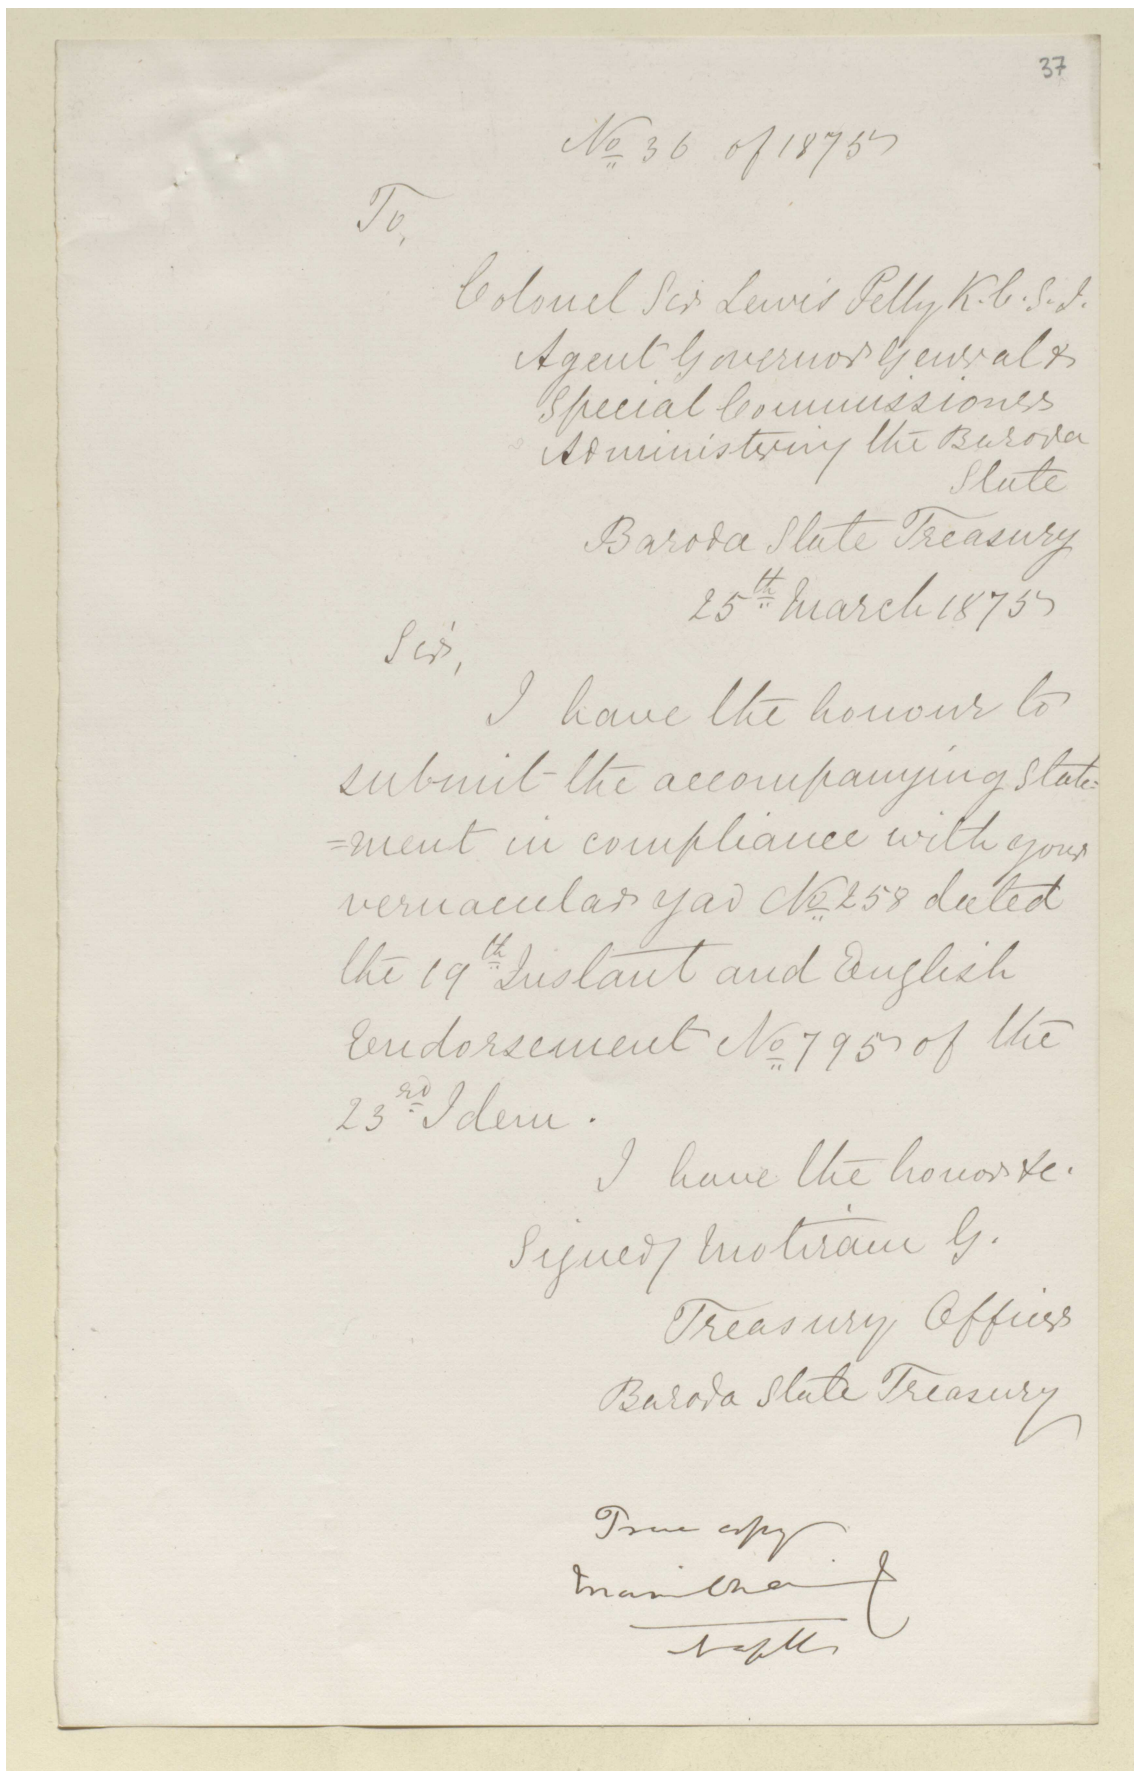 37
No 36 of 1875
To,
Colonel Sir Lewis Pelly K.C.S.I.
Agent Governor General &
Special Commissioner
Administering the Baroda
State
Baroda State Treasury
25th March 1875
Sir,
I have the honour to
submit the accompanying State=
=ment in compliance with your
vernacular yad No 258 dated
the 19th Instant and English
Endorsement No 795 of the
23rd Idem.
I have the honor &c.
Signed/ Motiram G.
Treasury Officer
Baroda State Treasury
True copy